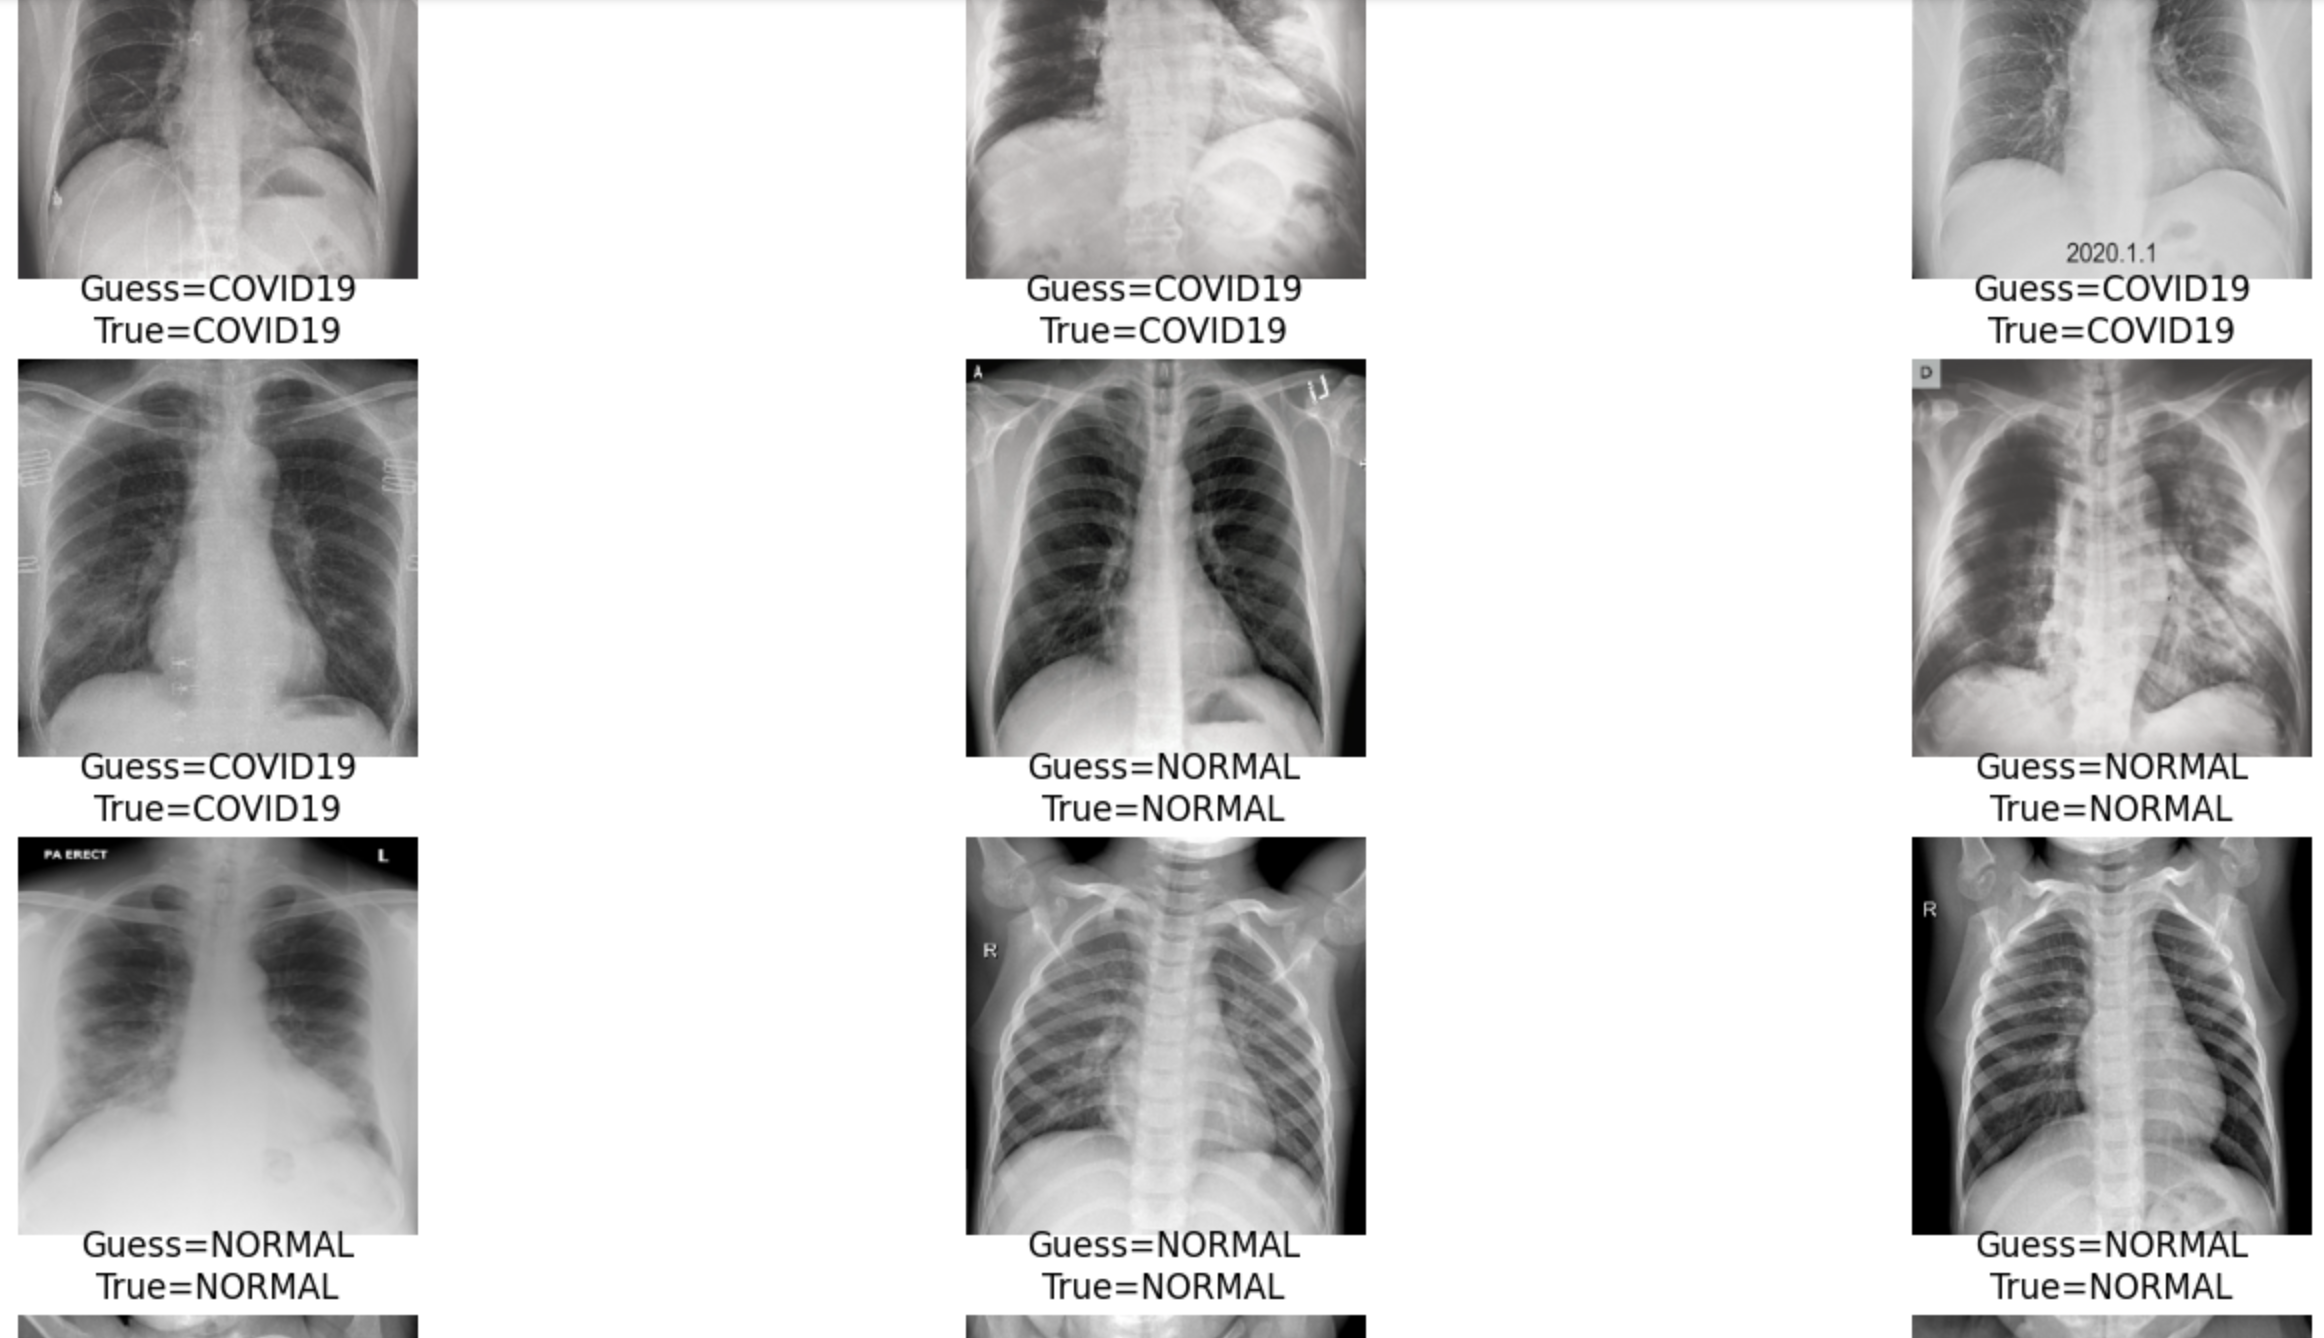 2020.1.1
Guess=COVID19
True=COVID19
Guess=COVID19
True=COVID19
Guess=COVID19
True=COVID19
A
D
Guess=COVID19
True=COVID19
Guess=NORMAL
True=NORMAL
Guess=NORMAL
True=NORMAL
PA ERECT
L
R
R
Guess=NORMAL
True=NORMAL
Guess=NORMAL
True=NORMAL
Guess=NORMAL
True=NORMAL